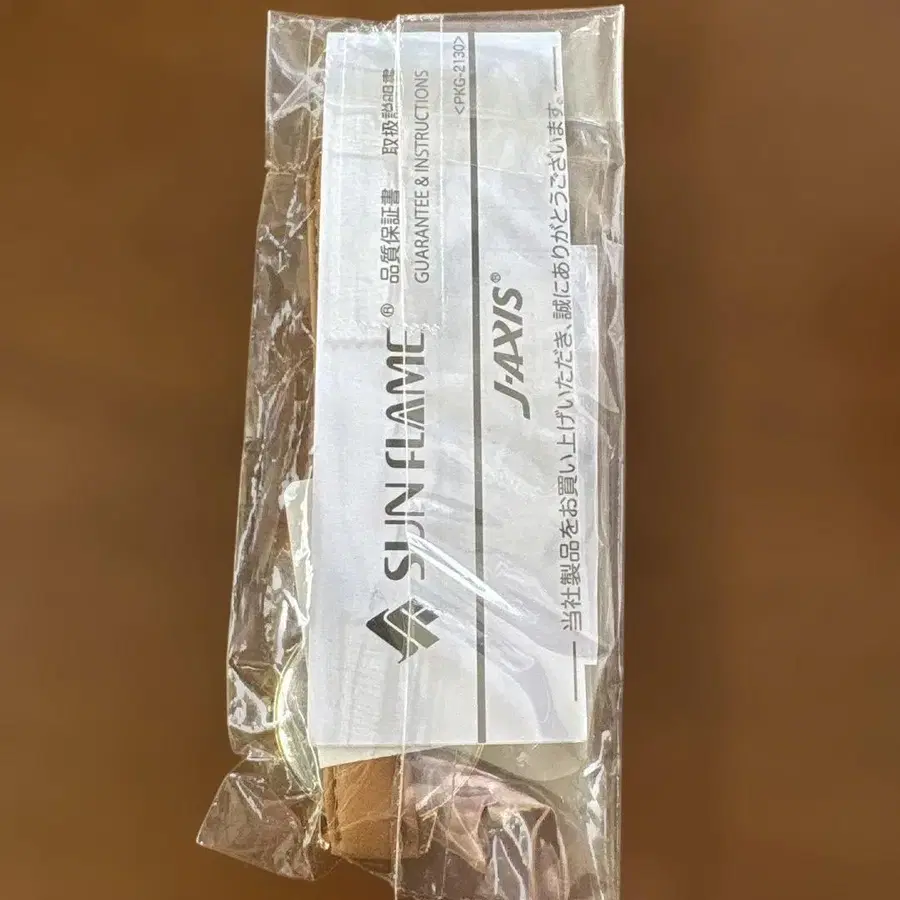 SUN FLAME®
品質保証書 取扱説明書
GUARANTEE & INSTRUCTIONS
<PKG-2130>
J-AXIS®
当社製品をお買い上げいただき、誠にありがとうございます。